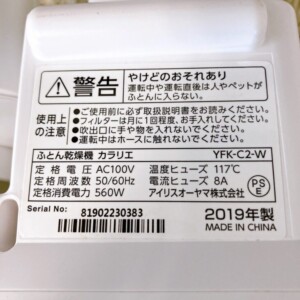 ⚠警告
やけどのおそれあり
運転中や運転直後は人やペットが
ふとんに入らない。
使用上の注意
●ご使用前に必ず取扱説明書をお読みください。
●フィルターは月に1回程度、お手入れしてください。
●吹出口に手や物を入れないでください。
●運転中はホースに触れないでください。
ふとん乾燥機 カラリエ YFK-C2-W
定格電圧 AC100V 温度ヒューズ 117℃
定格周波数 50/60Hz 電流ヒューズ 8A
定格消費電力 560W アイリスオーヤマ株式会社
PSE
Serial No: 81902230383
2019年製
MADE IN CHINA